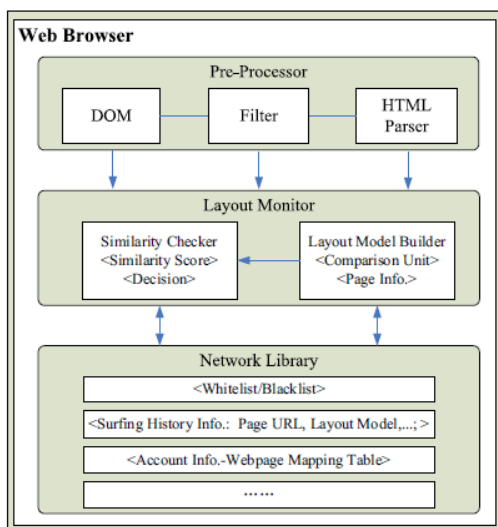 Web Browser
Pre-Processor
DOM
Filter
HTML
Parser
Layout Monitor
Similarity Checker
<Similarity Score>
<Decision>
Layout Model Builder
<Comparison Unit>
<Page Info.>
Network Library
<Whitelist/Blacklist>
<Surfing History Info.: Page URL, Layout Model,...; >
<Account Info.-Webpage Mapping Table>
……